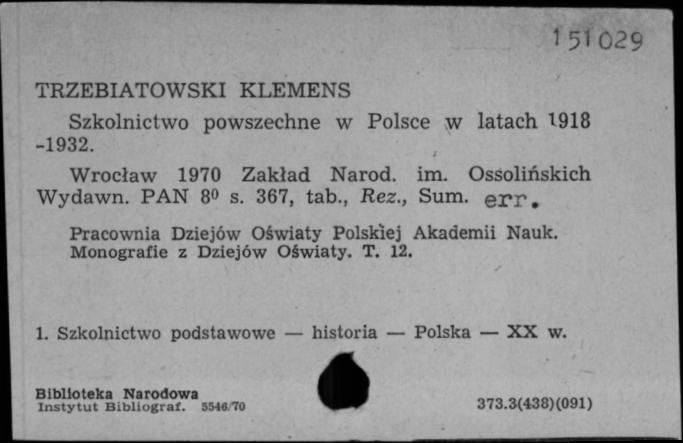 151029
TRZEBIATOWSKI KLEMENS
Szkolnictwo powszechne w Polsce w latach 1918
-1932.
Wrocław 1970 Zakład Narod. im. Ossolińskich
Wydawn. PAN 8⁰ s. 367, tab., Rez., Sum. err.
Pracownia Dziejów Oświaty Polskiej Akademii Nauk.
Monografie z Dziejów Oświaty. T. 12.
1. Szkolnictwo podstawowe — historia — Polska — XX w.
Biblioteka Narodowa
Instytut Bibliograf. 5546/70
373.3(438)(091)